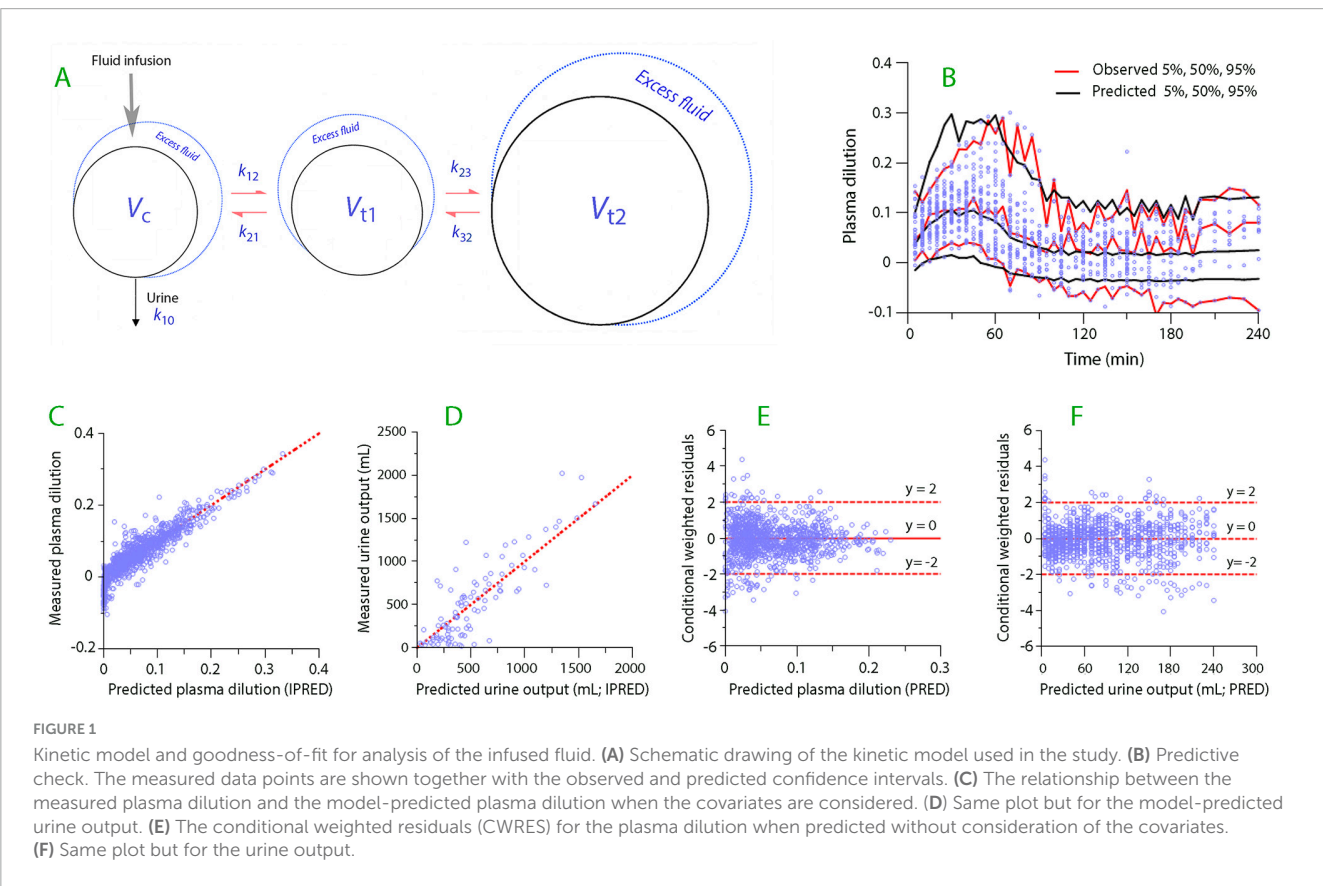 A
Fluid infusion
Excess fluid
Vc
k12
k21
Excess fluid
Vt1
k23
k32
Excess fluid
Vt2
Urine
k10
B
Observed 5%, 50%, 95%
Predicted 5%, 50%, 95%
Plasma dilution
0.4
0.3
0.2
0.1
0
-0.1
0 60 120 180 240
Time (min)
C
Measured plasma dilution
0.4
0.2
0
-0.2
0 0.1 0.2 0.3 0.4
Predicted plasma dilution (IPRED)
D
Measured urine output (mL)
2500
2000
1500
1000
500
0
0 500 1000 1500 2000
Predicted urine output (mL; IPRED)
E
Conditional weighted residuals
6
4
2
0
-2
-4
-6
y = 2
y = 0
y = -2
0 0.1 0.2 0.3
Predicted plasma dilution (PRED)
F
Conditional weighted residuals
6
4
2
0
-2
-4
-6
y = 2
y = 0
y = -2
0 60 120 180 240 300
Predicted urine output (mL; PRED)
FIGURE 1
Kinetic model and goodness-of-fit for analysis of the infused fluid. (A) Schematic drawing of the kinetic model used in the study. (B) Predictive
check. The measured data points are shown together with the observed and predicted confidence intervals. (C) The relationship between the
measured plasma dilution and the model-predicted plasma dilution when the covariates are considered. (D) Same plot but for the model-predicted
urine output. (E) The conditional weighted residuals (CWRES) for the plasma dilution when predicted without consideration of the covariates.
(F) Same plot but for the urine output.